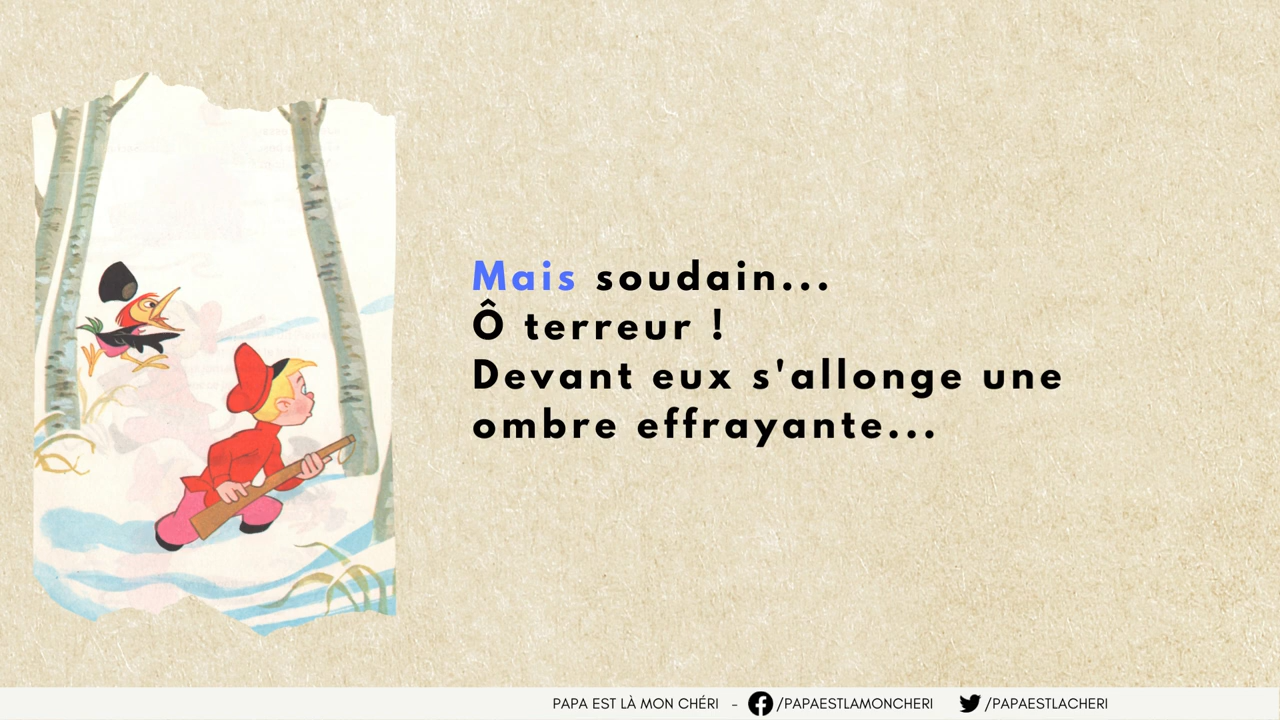 Mais soudain...
Ô terreur !
Devant eux s'allonge une
ombre effrayante...
PAPA EST LÀ MON CHÉRI - /PAPAESTLAMONCHERI /PAPAESTLACHERI